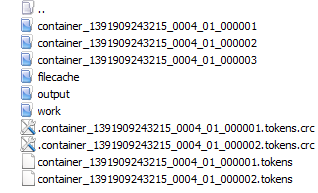 ..
container_1391909243215_0004_01_000001
container_1391909243215_0004_01_000002
container_1391909243215_0004_01_000003
filecache
output
work
.container_1391909243215_0004_01_000001.tokens.crc
.container_1391909243215_0004_01_000002.tokens.crc
container_1391909243215_0004_01_000001.tokens
container_1391909243215_0004_01_000002.tokens